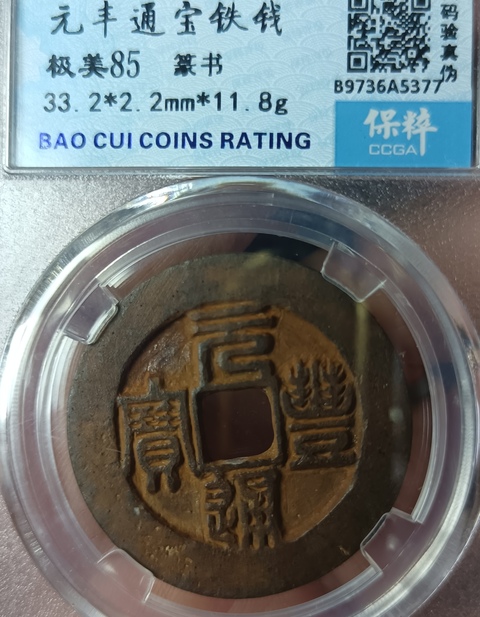 元丰通宝铁钱
极美85 篆书
33.2*2.2mm*11.8g
BAO CUI COINS RATING
码验真伪
B9736A5377
保粹
CCGA
元豐通寶